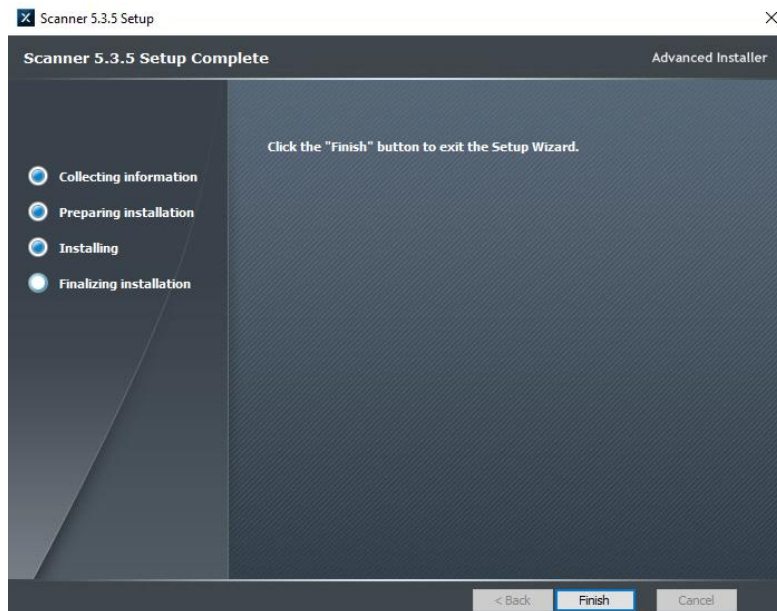 Scanner 5.3.5 Setup
Scanner 5.3.5 Setup Complete
Advanced Installer
Click the "Finish" button to exit the Setup Wizard.
Collecting information
Preparing installation
Installing
Finalizing installation
< Back
Finish
Cancel